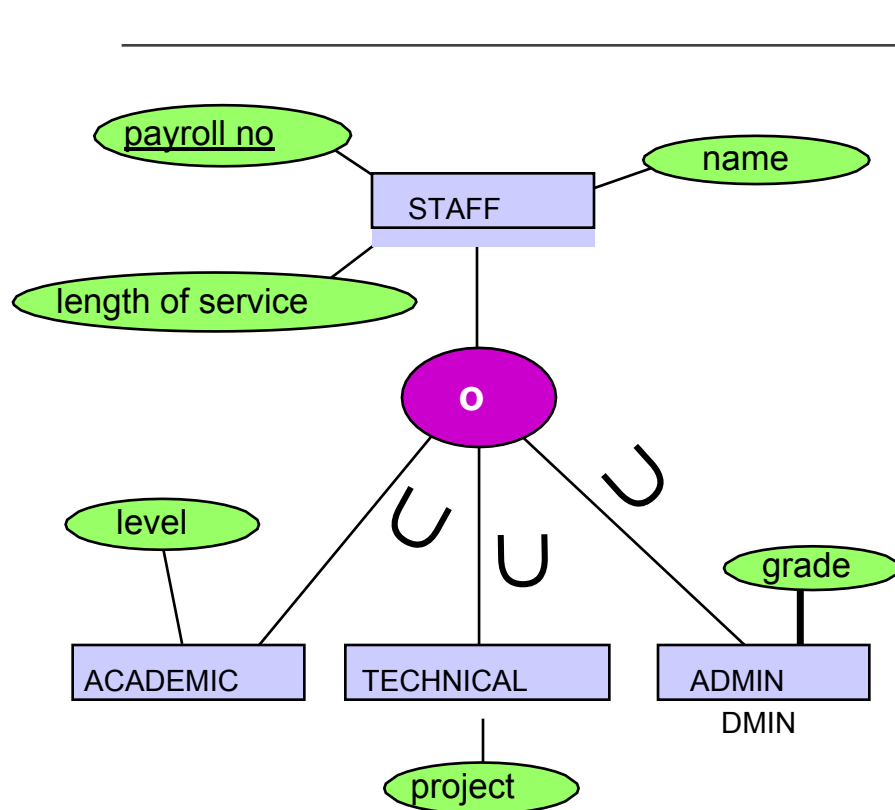 payroll no
name
STAFF
length of service
o
level
grade
ACADEMIC
TECHNICAL
ADMIN
DMIN
project